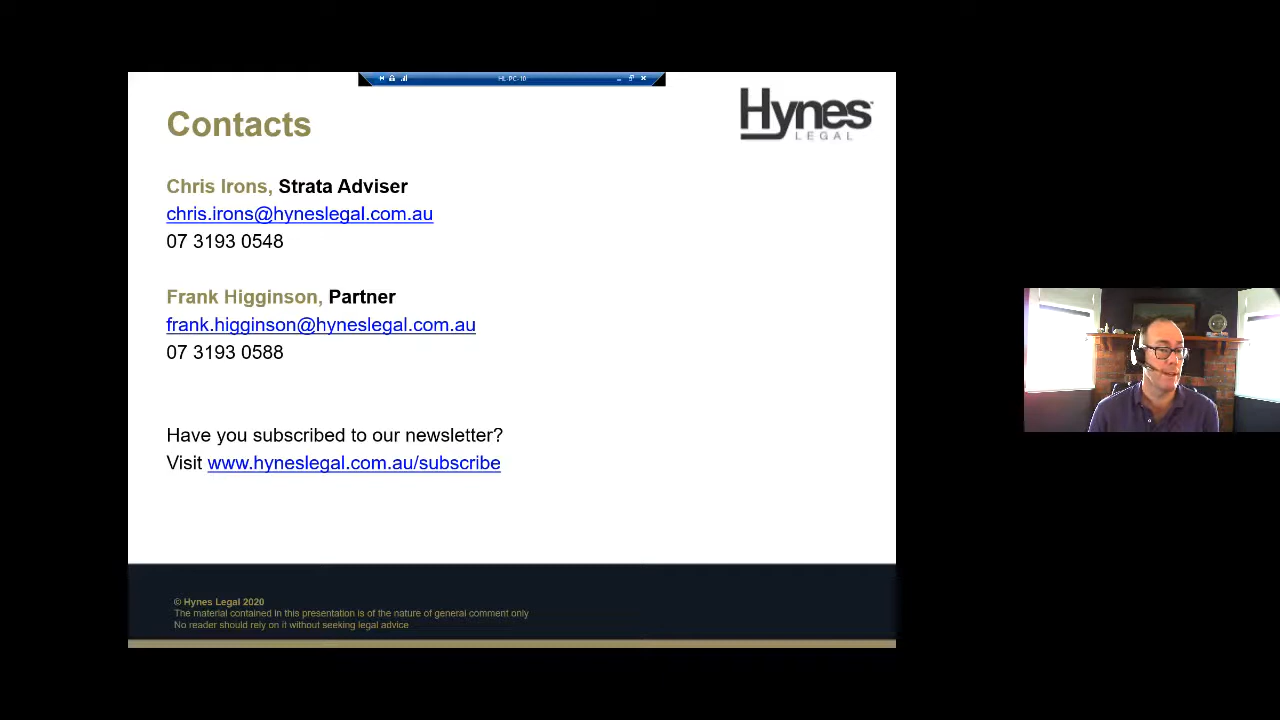 HL-PC-10
Contacts
Hynes
LEGAL
Chris Irons, Strata Adviser
chris.irons@hyneslegal.com.au
07 3193 0548
Frank Higginson, Partner
frank.higginson@hyneslegal.com.au
07 3193 0588
Have you subscribed to our newsletter?
Visit www.hyneslegal.com.au/subscribe
© Hynes Legal 2020
The material contained in this presentation is of the nature of general comment only
No reader should rely on it without seeking legal advice